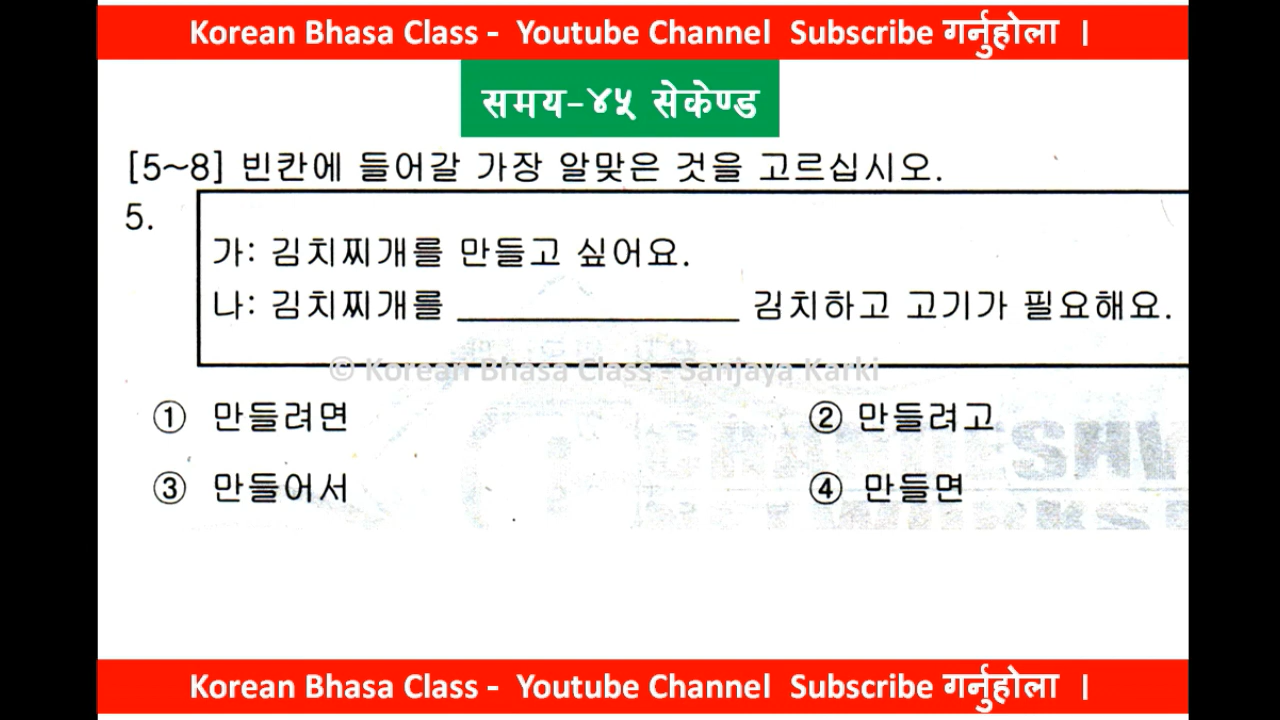 Korean Bhasa Class - Youtube Channel Subscribe गर्नुहोला ।
समय-४५ सेकेण्ड
[5~8] 빈칸에 들어갈 가장 알맞은 것을 고르십시오.
5.
가: 김치찌개를 만들고 싶어요.
나: 김치찌개를 ______________ 김치하고 고기가 필요해요.
© Korean Bhasa Class - Sanjaya Karki
① 만들려면
② 만들려고
③ 만들어서
④ 만들면
Korean Bhasa Class - Youtube Channel Subscribe गर्नुहोला ।